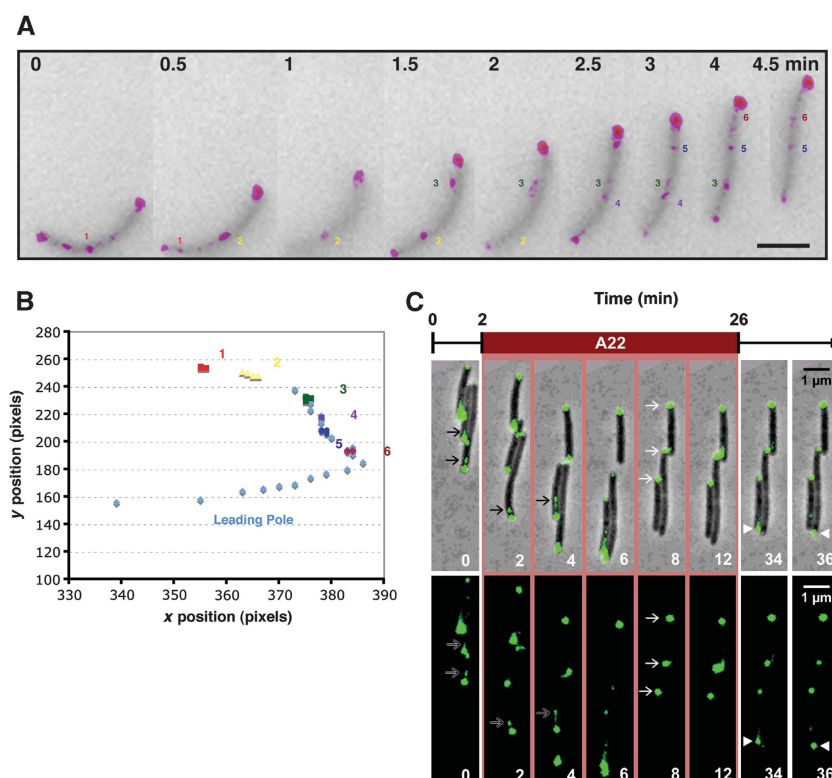 A
0 0.5 1 1.5 2 2.5 3 4 4.5 min
1
1 2
2
3 2
3 2
3 4
5 3 4
6 5 3
6 5
B
280
260
240
220
200
180
160
140
120
100
330 340 350 360 370 380 390
y position (pixels)
x position (pixels)
1
2
3
4
5
6
Leading Pole
C
Time (min)
0 2 26
A22
1 µm
0 2 4 6 8 12 34 36
1 µm
0 2 4 6 8 12 34 36